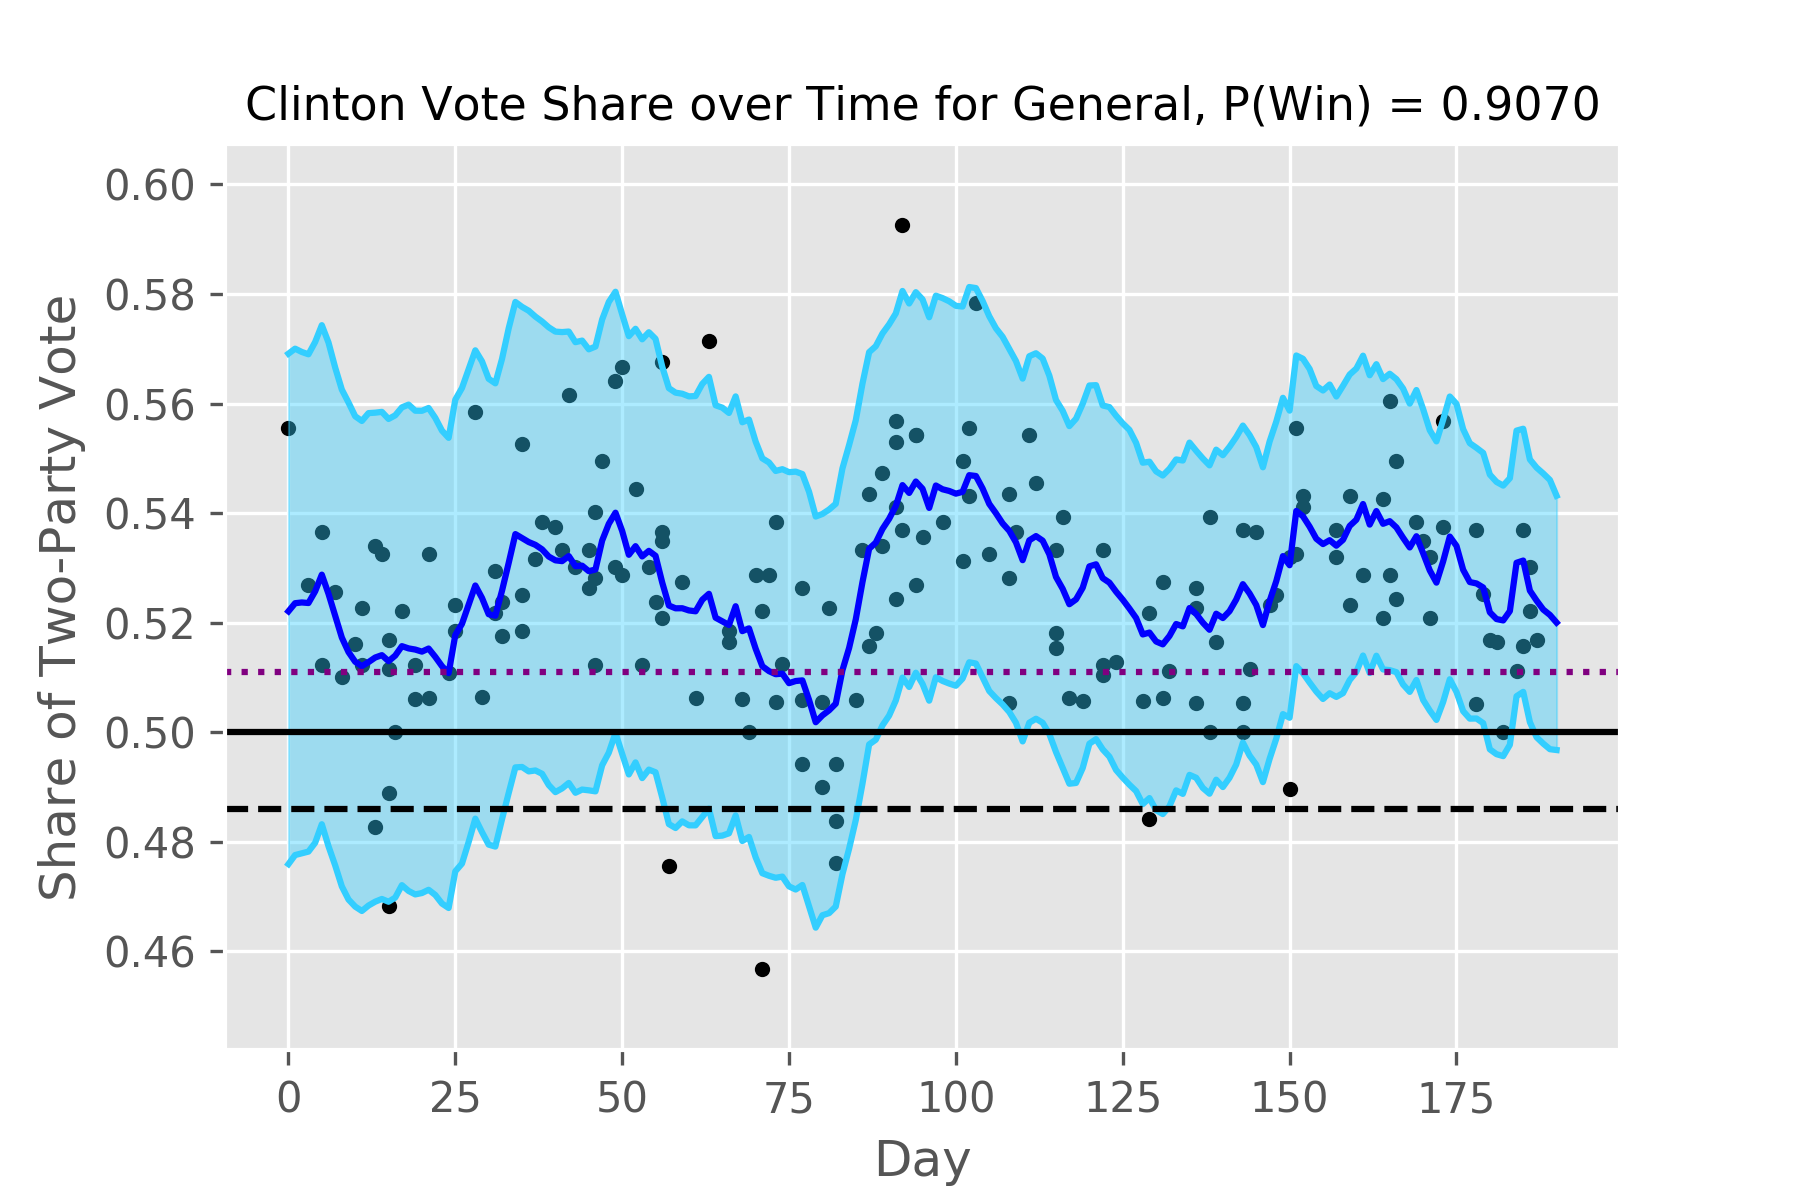 Clinton Vote Share over Time for General, P(Win) = 0.9070
Share of Two-Party Vote
0.60
0.58
0.56
0.54
0.52
0.50
0.48
0.46
0 25 50 75 100 125 150 175
Day